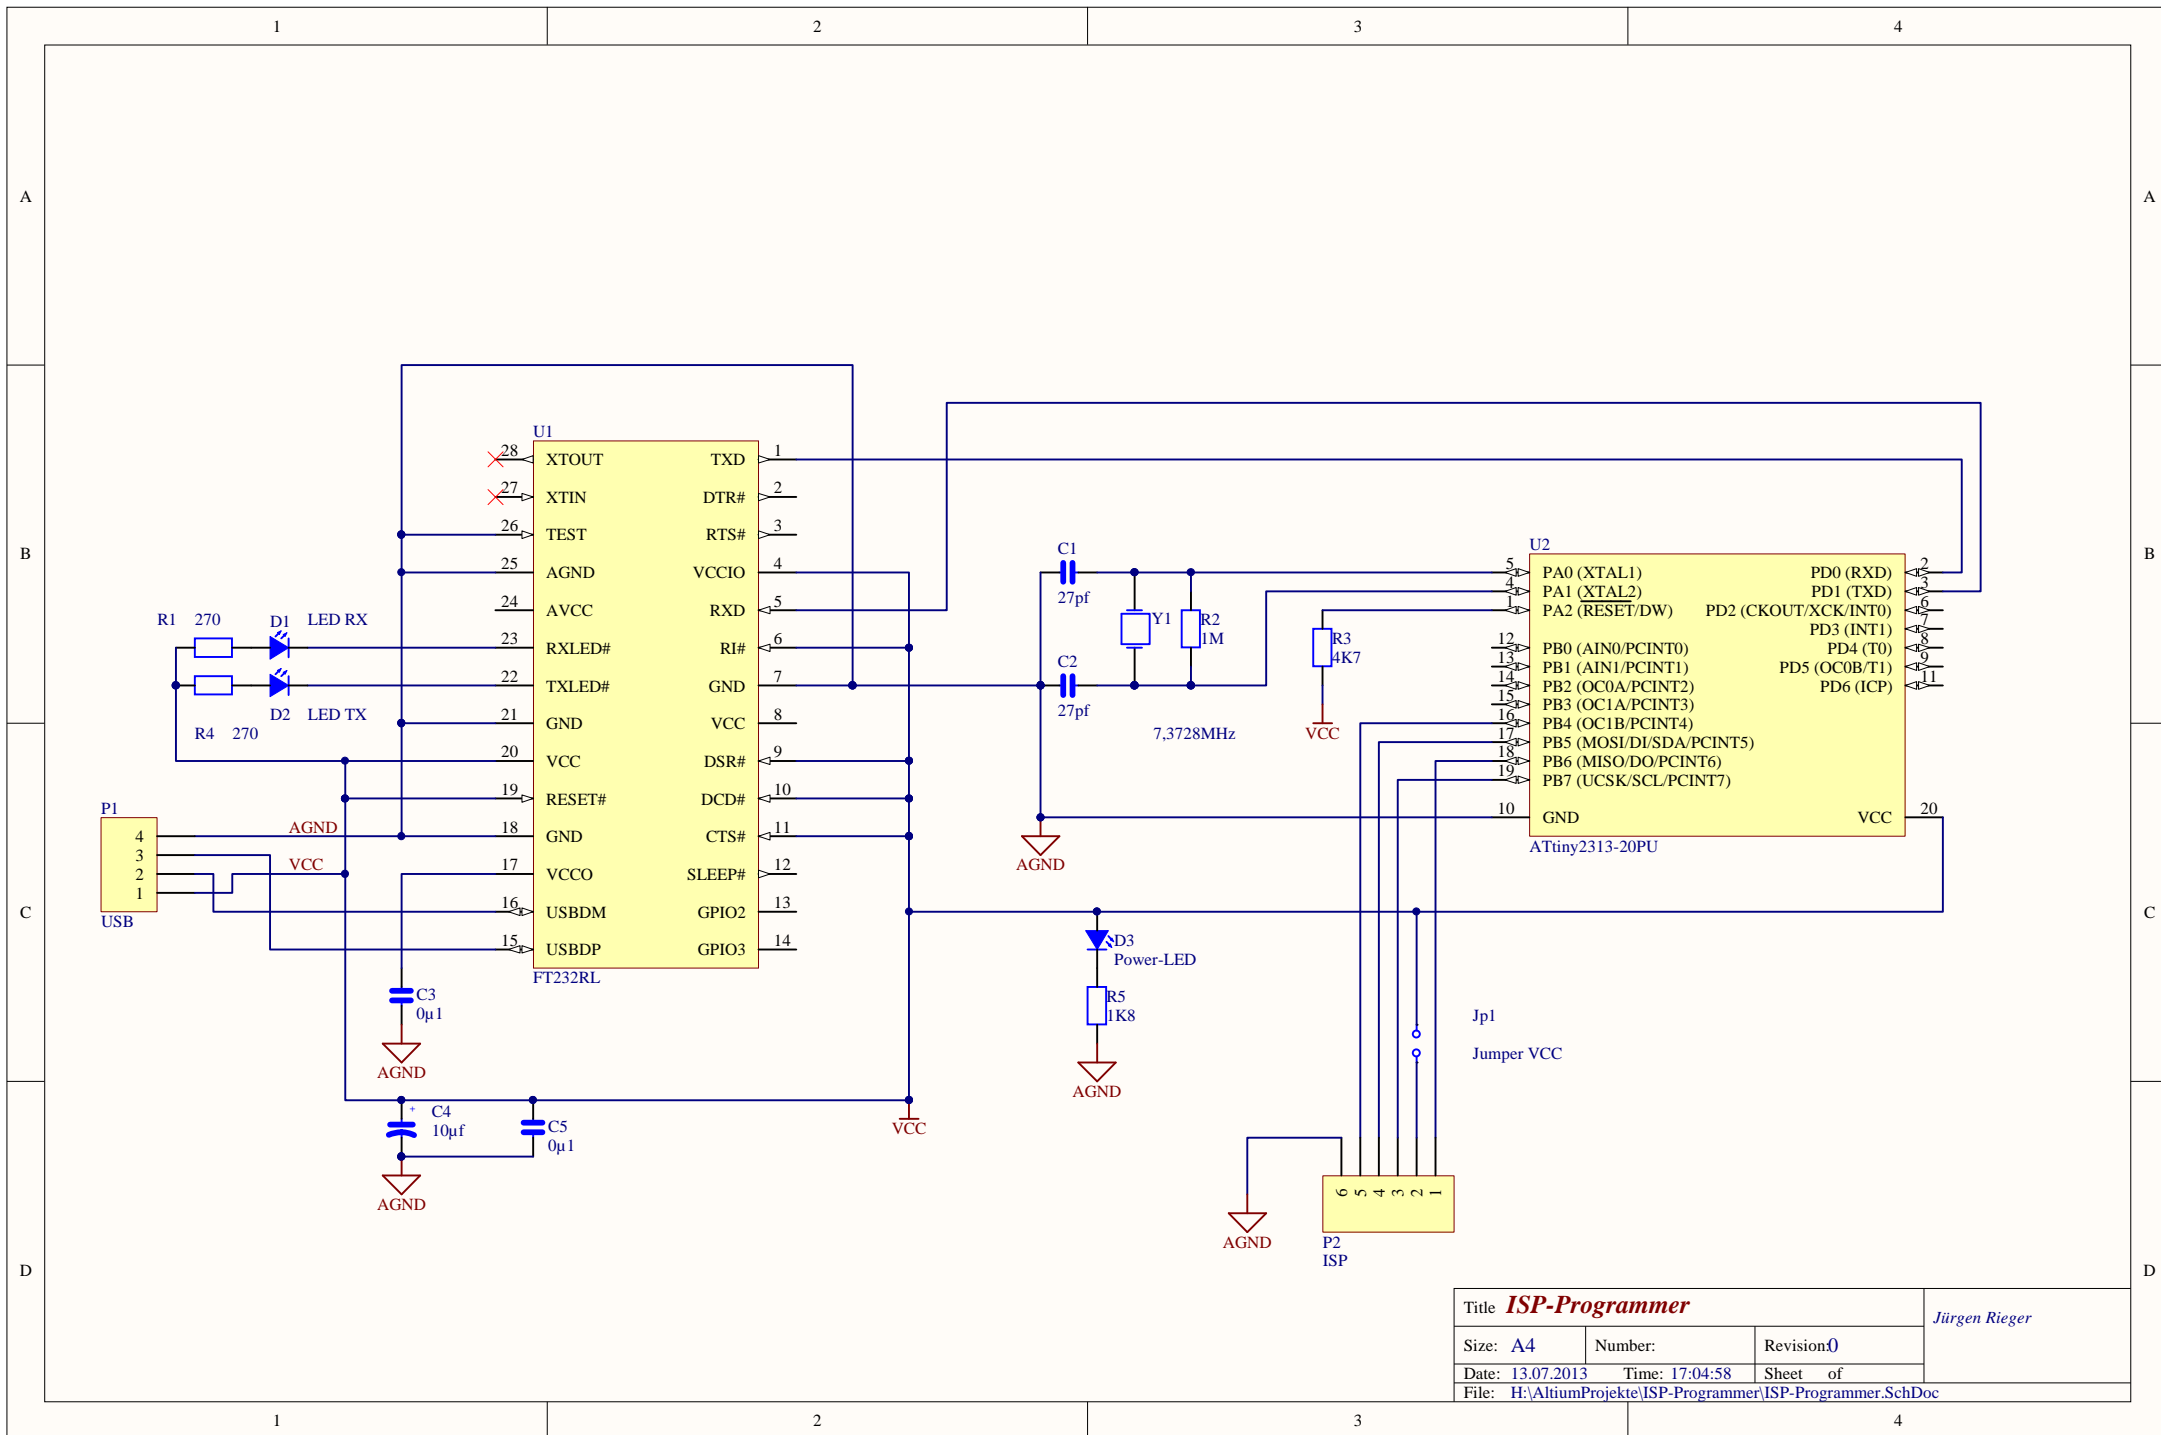 1 2 3 4
A A
B B
C C
D D
1 2 3 4
U1
28 XTOUT
27 XTIN
26 TEST
25 AGND
24 AVCC
23 RXLED#
22 TXLED#
21 GND
20 VCC
19 RESET#
18 GND
17 VCCO
16 USBDM
15 USBDP
TXD 1
DTR# 2
RTS# 3
VCCIO 4
RXD 5
RI# 6
GND 7
VCC 8
DSR# 9
DCD# 10
CTS# 11
SLEEP# 12
GPIO2 13
GPIO3 14
FT232RL
R1 270
D1 LED RX
D2 LED TX
R4 270
P1
4
3
2
1
USB
AGND
VCC
C3
0µ1
AGND
+
C4
10µf
C5
0µ1
AGND
VCC
C1
27pf
C2
27pf
Y1
R2
1M
7,3728MHz
R3
4K7
VCC
AGND
D3
Power-LED
R5
1K8
AGND
Jp1
Jumper VCC
U2
5 PA0 (XTAL1)
4 PA1 (XTAL2)
1 PA2 (RESET/DW)
12 PB0 (AIN0/PCINT0)
13 PB1 (AIN1/PCINT1)
14 PB2 (OC0A/PCINT2)
15 PB3 (OC1A/PCINT3)
16 PB4 (OC1B/PCINT4)
17 PB5 (MOSI/DI/SDA/PCINT5)
18 PB6 (MISO/DO/PCINT6)
19 PB7 (UCSK/SCL/PCINT7)
10 GND
PD0 (RXD) 2
PD1 (TXD) 3
PD2 (CKOUT/XCK/INT0) 6
PD3 (INT1) 7
PD4 (T0) 8
PD5 (OC0B/T1) 9
PD6 (ICP) 11
VCC 20
ATtiny2313-20PU
AGND
6 5 4 3 2 1
P2
ISP
Title ISP-Programmer
Jürgen Rieger
Size: A4 Number: Revision:0
Date: 13.07.2013 Time: 17:04:58 Sheet of
File: H:\AltiumProjekte\ISP-Programmer\ISP-Programmer.SchDoc